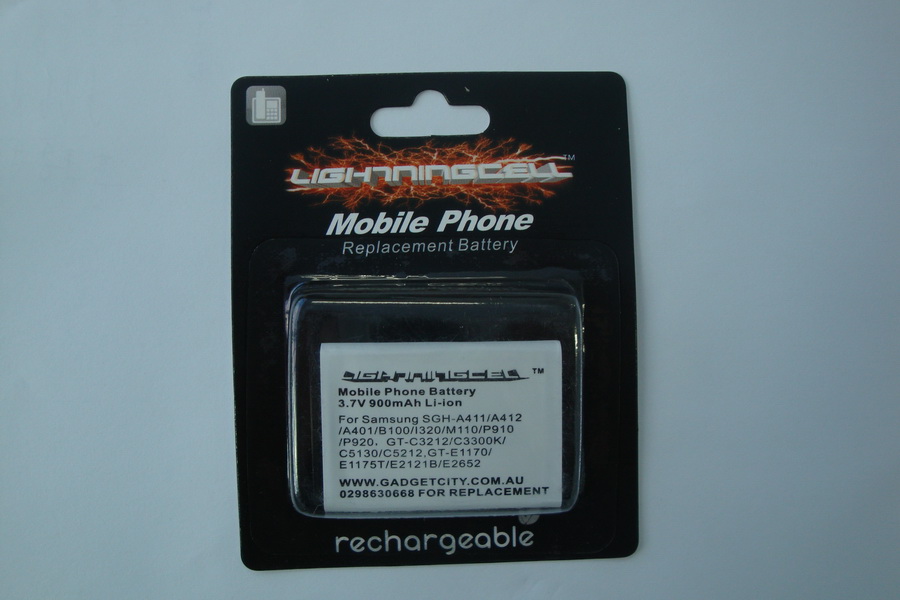 LIGHTNINGCELL™
Mobile Phone
Replacement Battery
LIGHTNINGCELL™
Mobile Phone Battery
3.7V 900mAh Li-ion
For Samsung SGH-A411/A412
/A401/B100/I320/M110/P910
/P920、GT-C3212/C3300K/
C5130/C5212,GT-E1170/
E1175T/E2121B/E2652
WWW.GADGETCITY.COM.AU
0298630668 FOR REPLACEMENT
rechargeable